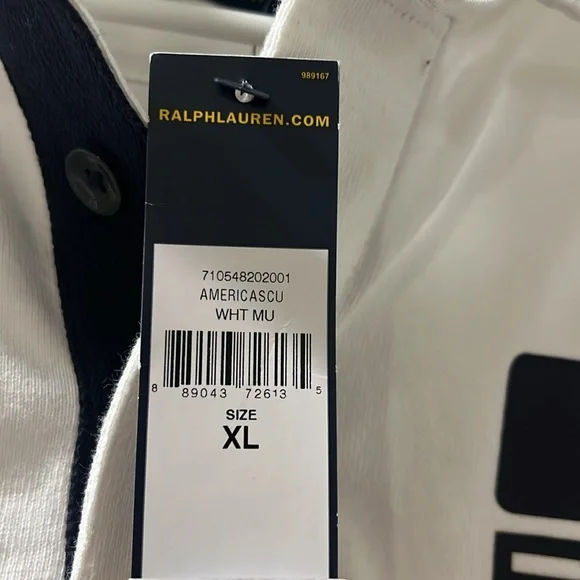 989167
RALPHLAUREN.COM
710548202001
AMERICASCU
WHT MU
8 89043 72613 5
SIZE
XL